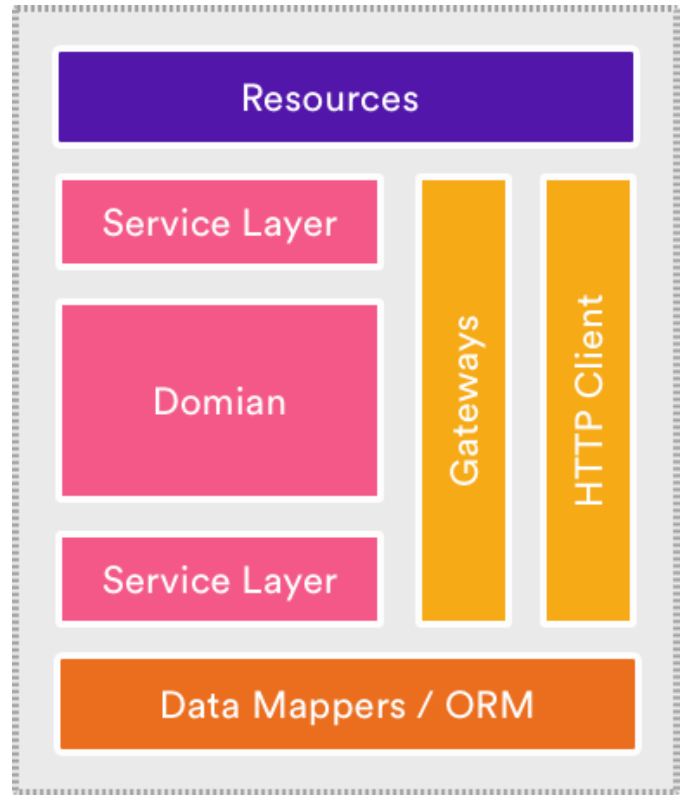 Resources
Service Layer
Domian
Service Layer
Gateways
HTTP Client
Data Mappers / ORM